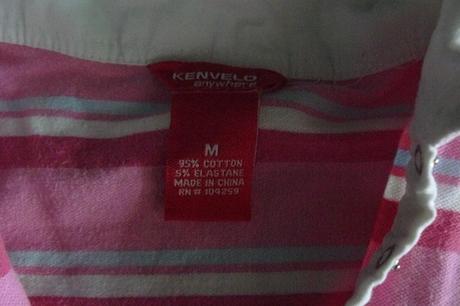 KENVELO
anywhere
M
95% COTTON
5% ELASTANE
MADE IN CHINA
RN# 104259